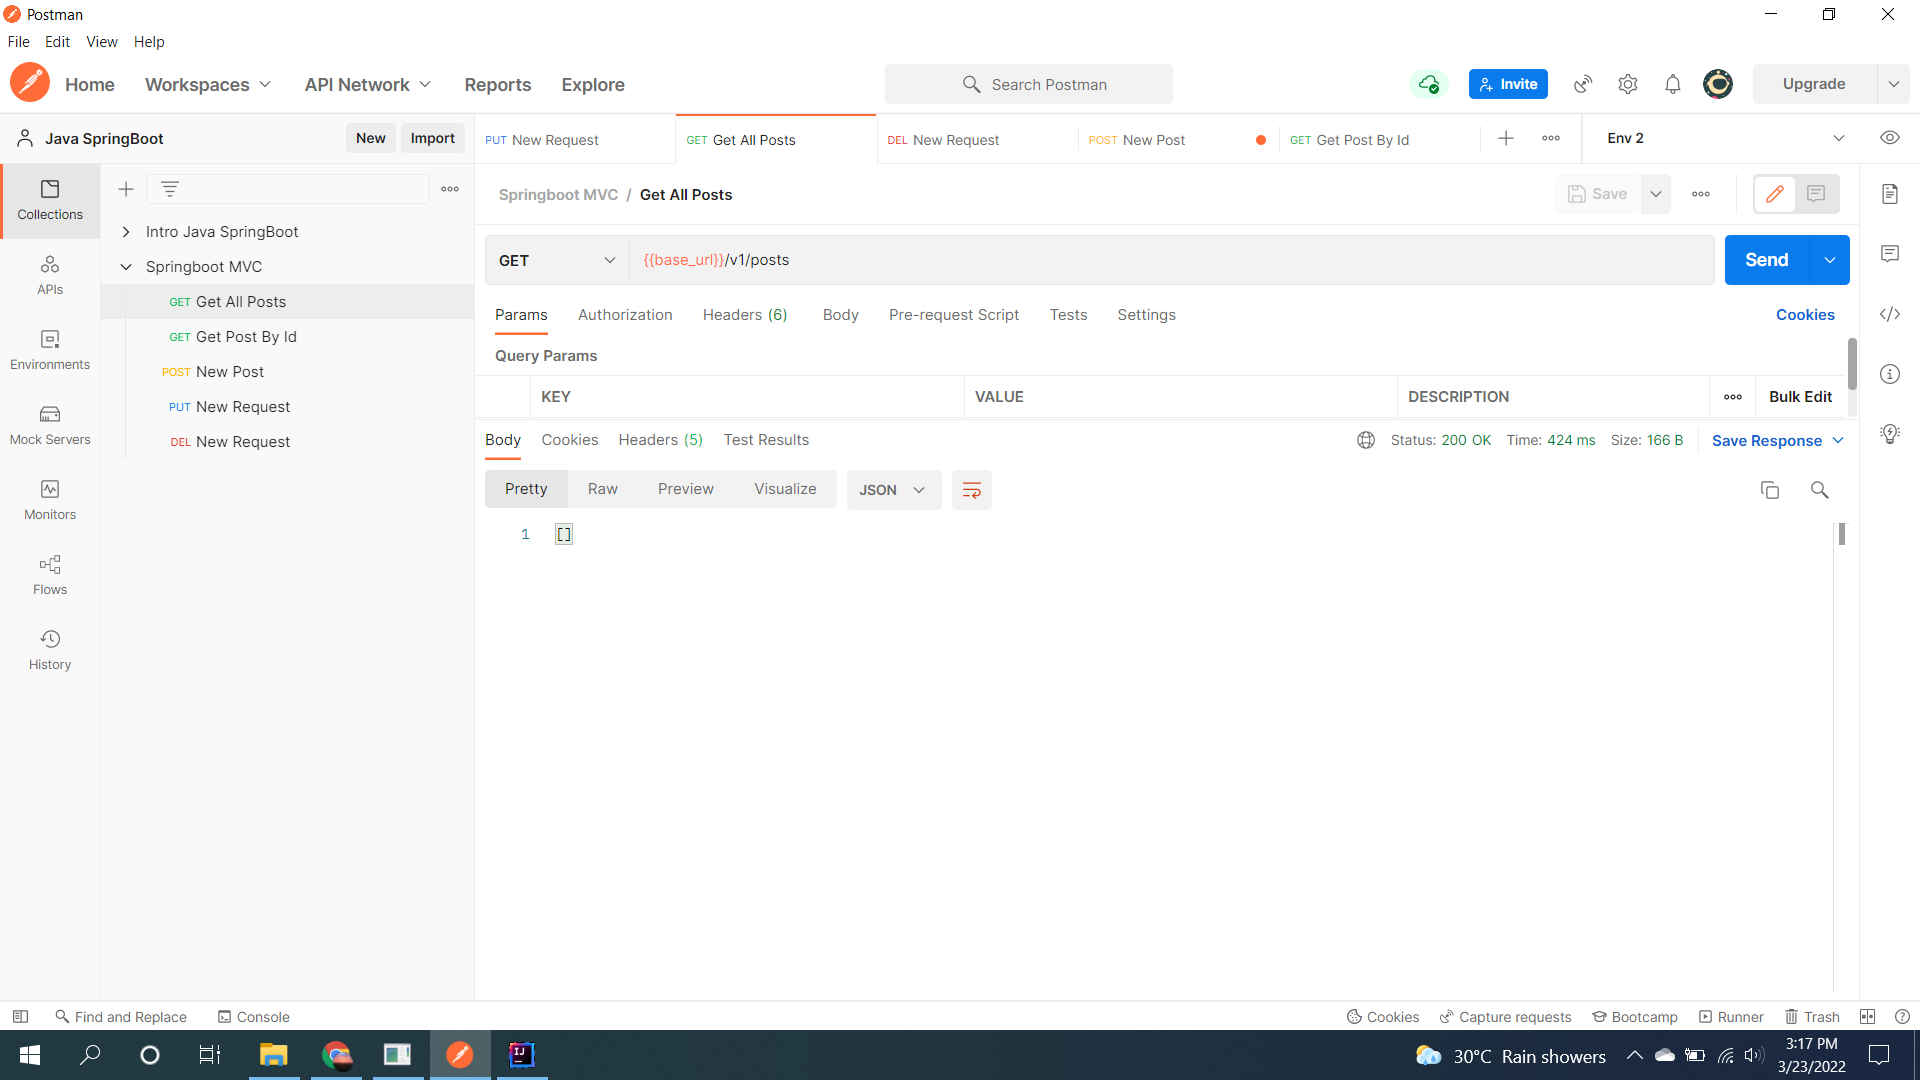 Postman
File Edit View Help
Home Workspaces API Network Reports Explore Search Postman Invite Upgrade
Java SpringBoot New Import PUT New Request GET Get All Posts DEL New Request POST New Post GET Get Post By Id Env 2
Collections
APIs
Environments
Mock Servers
Monitors
Flows
History
Intro Java SpringBoot
Springboot MVC
GET Get All Posts
GET Get Post By Id
POST New Post
PUT New Request
DEL New Request
Springboot MVC / Get All Posts Save
GET {{base_url}}/v1/posts Send
Params Authorization Headers (6) Body Pre-request Script Tests Settings Cookies
Query Params
KEY VALUE DESCRIPTION Bulk Edit
Body Cookies Headers (5) Test Results Status: 200 OK Time: 424 ms Size: 166 B Save Response
Pretty Raw Preview Visualize JSON
1 []
Find and Replace Console Cookies Capture requests Bootcamp Runner Trash
30°C Rain showers
3:17 PM
3/23/2022